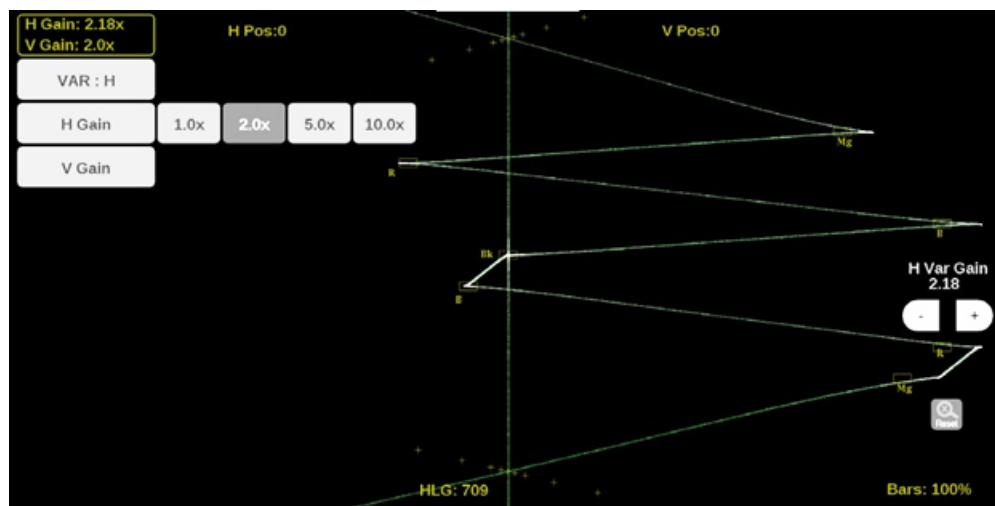 H Gain: 2.18x
V Gain: 2.0x
H Pos:0
V Pos:0
VAR : H
H Gain
1.0x
2.0x
5.0x
10.0x
V Gain
Mg
R
B
Bk
B
H Var Gain
2.18
-
+
R
Mg
Reset
HLG: 709
Bars: 100%